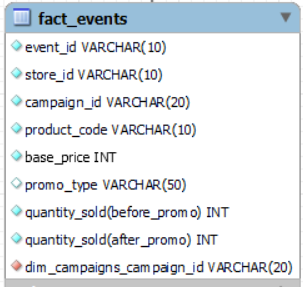 fact_events
event_id VARCHAR(10)
store_id VARCHAR(10)
campaign_id VARCHAR(20)
product_code VARCHAR(10)
base_price INT
promo_type VARCHAR(50)
quantity_sold(before_promo) INT
quantity_sold(after_promo) INT
dim_campaigns_campaign_id VARCHAR(20)